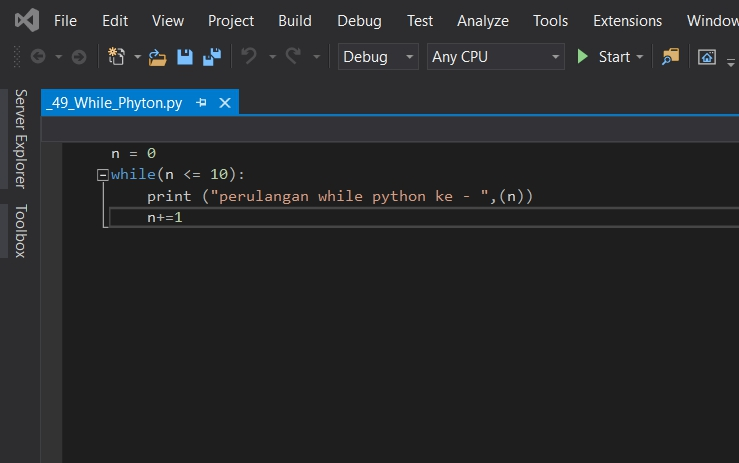 File Edit View Project Build Debug Test Analyze Tools Extensions Window
Debug Any CPU Start
_49_While_Phyton.py
Server Explorer
Toolbox
n = 0
while(n <= 10):
print ("perulangan while python ke - ",(n))
n+=1